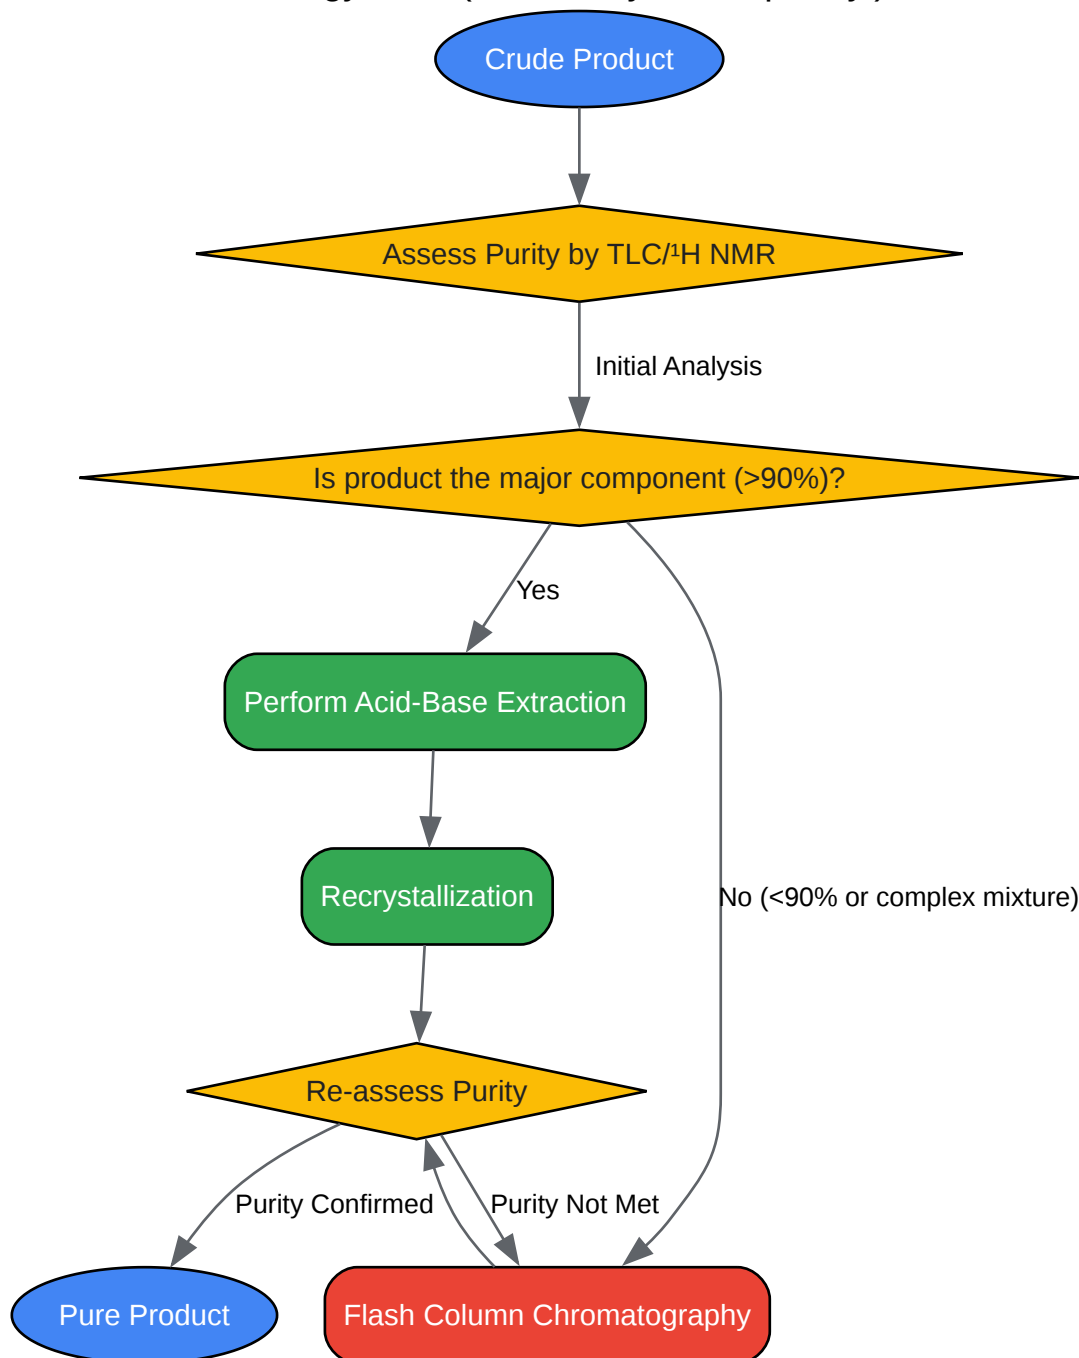 Crude Product
Assess Purity by TLC/¹H NMR
Initial Analysis
Is product the major component (>90%)?
Yes
Perform Acid-Base Extraction
Recrystallization
No (<90% or complex mixture)
Re-assess Purity
Purity Confirmed
Purity Not Met
Pure Product
Flash Column Chromatography